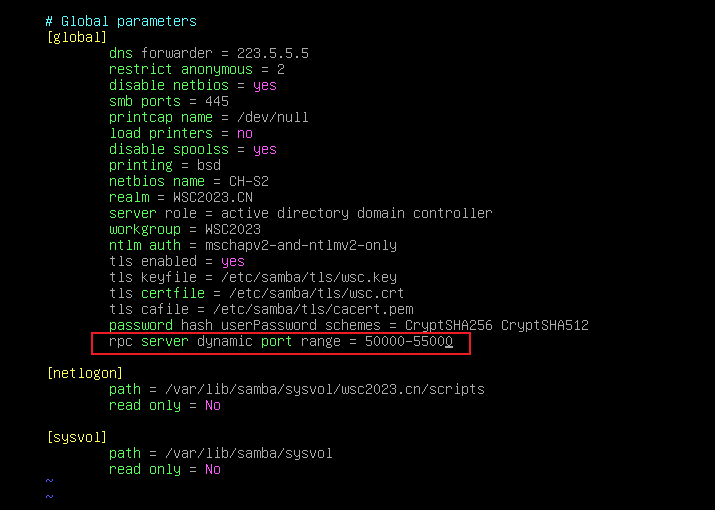 # Global parameters
[global]
dns forwarder = 223.5.5.5
restrict anonymous = 2
disable netbios = yes
smb ports = 445
printcap name = /dev/null
load printers = no
disable spoolss = yes
printing = bsd
netbios name = CH-S2
realm = WSC2023.CN
server role = active directory domain controller
workgroup = WSC2023
ntlm auth = mschapv2-and-ntlmv2-only
tls enabled = yes
tls keyfile = /etc/samba/tls/wsc.key
tls certfile = /etc/samba/tls/wsc.crt
tls cafile = /etc/samba/tls/cacert.pem
password hash userPassword schemes = CryptSHA256 CryptSHA512
rpc server dynamic port range = 50000-55000
[netlogon]
path = /var/lib/samba/sysvol/wsc2023.cn/scripts
read only = No
[sysvol]
path = /var/lib/samba/sysvol
read only = No
~
~